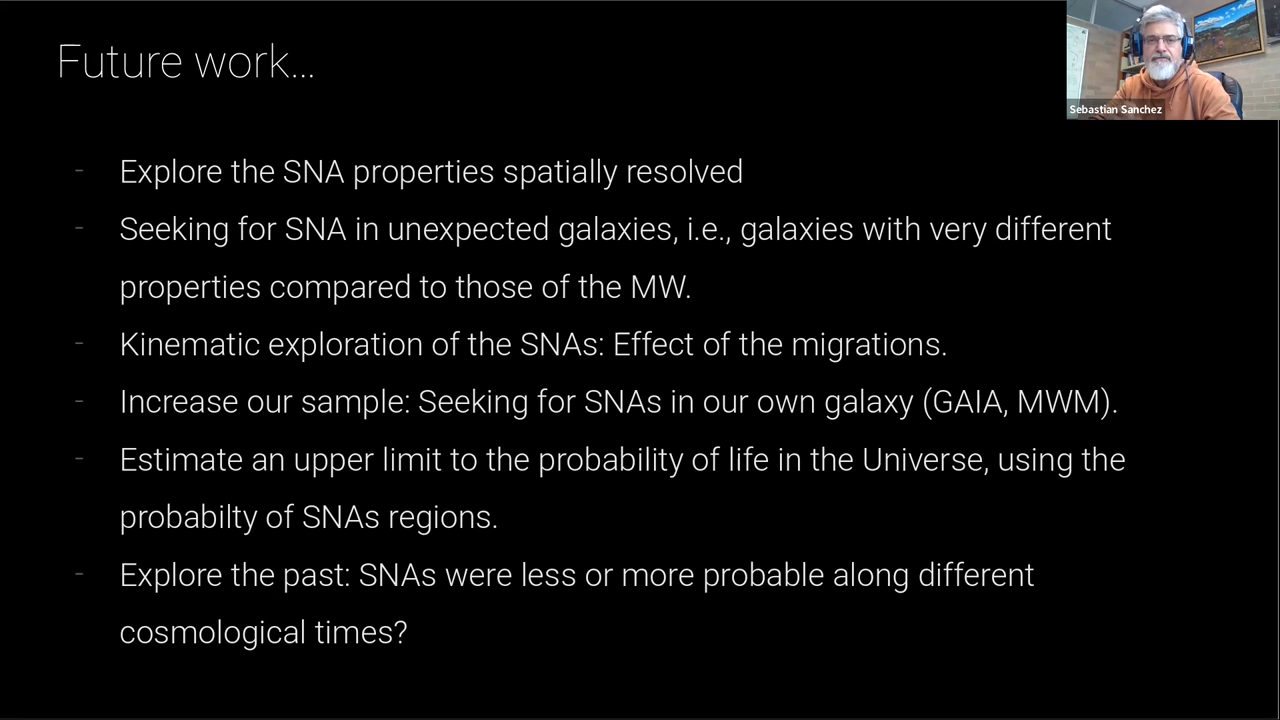 Future work...
Sebastian Sanchez
- Explore the SNA properties spatially resolved
- Seeking for SNA in unexpected galaxies, i.e., galaxies with very different
properties compared to those of the MW.
- Kinematic exploration of the SNAs: Effect of the migrations.
- Increase our sample: Seeking for SNAs in our own galaxy (GAIA, MWM).
- Estimate an upper limit to the probability of life in the Universe, using the
probabilty of SNAs regions.
- Explore the past: SNAs were less or more probable along different
cosmological times?